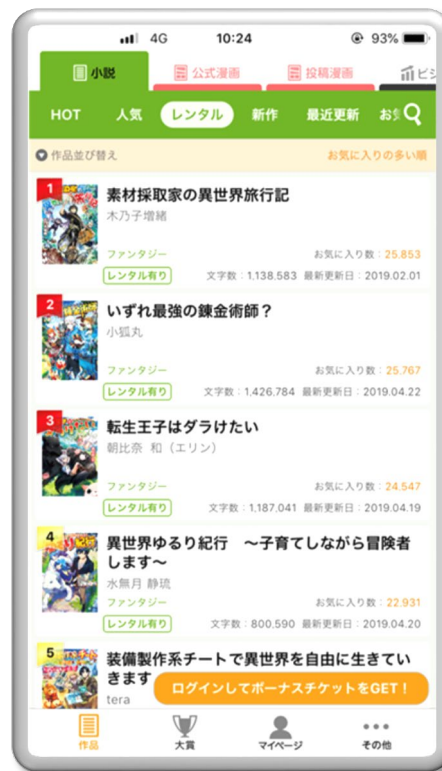 4G 10:24 93%
小説 公式漫画 投稿漫画 ビジ
HOT 人気 レンタル 新作 最近更新 お気
作品並び替え お気に入りの多い順
1
素材採取家の異世界旅行記
木乃子増緒
ファンタジー お気に入り数：25,853
レンタル有り 文字数：1,138,583 最新更新日：2019.02.01
2
いずれ最強の錬金術師？
小狐丸
ファンタジー お気に入り数：25,767
レンタル有り 文字数：1,426,784 最新更新日：2019.04.22
3
転生王子はダラけたい
朝比奈 和（エリン）
ファンタジー お気に入り数：24,547
レンタル有り 文字数：1,187,041 最新更新日：2019.04.19
4
異世界ゆるり紀行 ～子育てしながら冒険者
します～
水無月 静琉
ファンタジー お気に入り数：22,931
レンタル有り 文字数：800,590 最新更新日：2019.04.20
5
装備製作系チートで異世界を自由に生きてい
きます
tera
ログインしてボーナスチケットをGET！
作品 大賞 マイページ その他